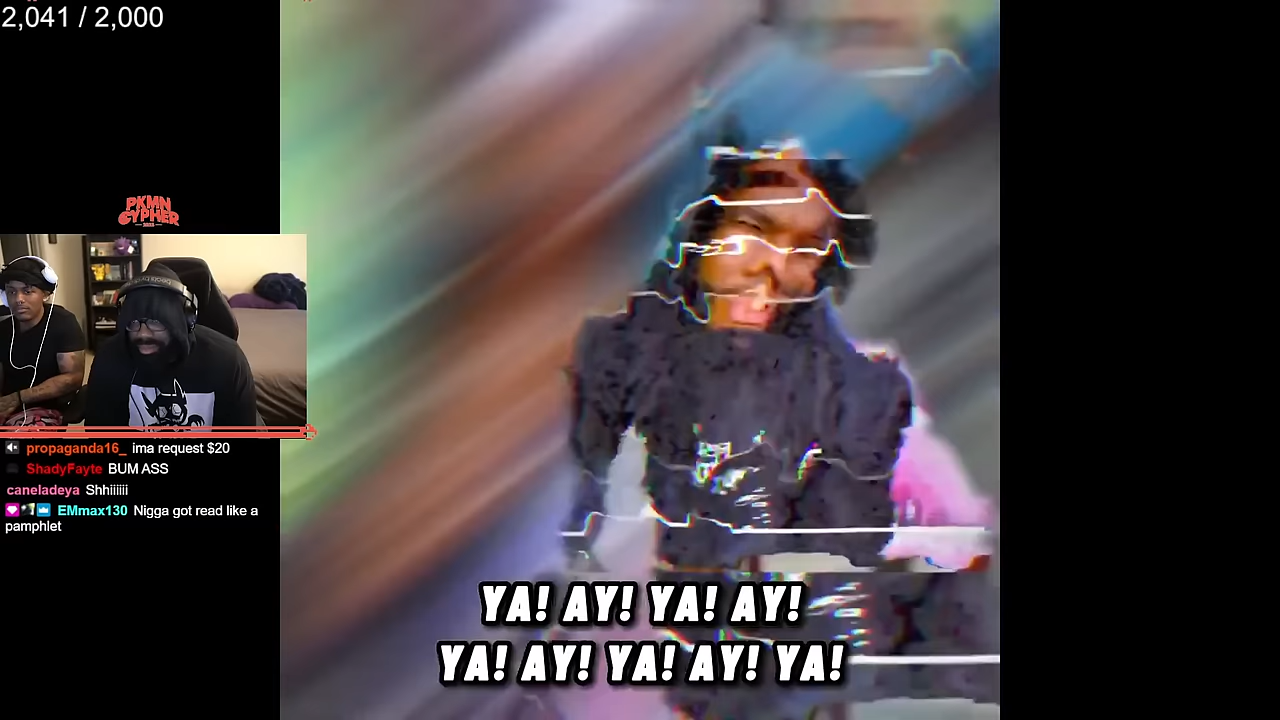 2,041 / 2,000
PKMN
CYPHER
propaganda16_ ima request $20
ShadyFayte BUM ASS
caneladeya Shhiiiiii
EMmax130 Nigga got read like a
pamphlet
YA! AY! YA! AY!
YA! AY! YA! AY! YA!